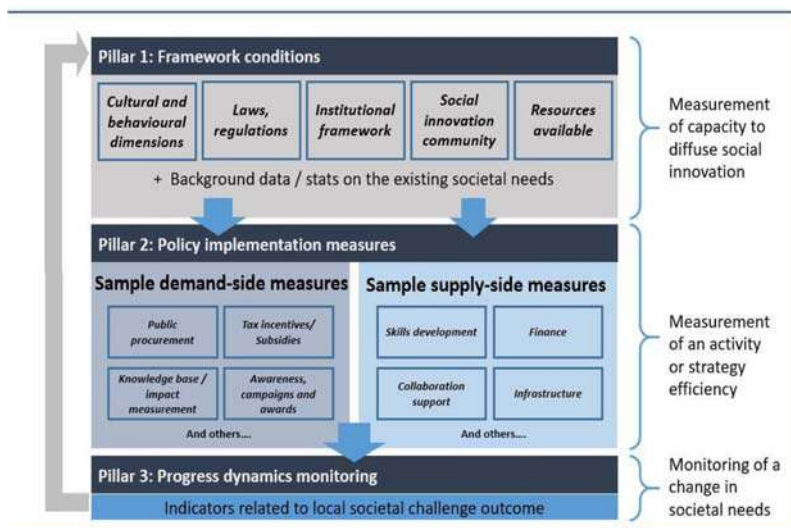 Pillar 1: Framework conditions
Cultural and
behavioural
dimensions
Laws,
regulations
Institutional
framework
Social
innovation
community
Resources
available
+ Background data / stats on the existing societal needs
Measurement
of capacity to
diffuse social
innovation
Pillar 2: Policy implementation measures
Sample demand-side measures
Public
procurement
Tax incentives/
Subsidies
Knowledge base /
impact
measurement
Awareness,
campaigns and
awards
And others....
Sample supply-side measures
Skills development
Finance
Collaboration
support
Infrastructure
And others....
Measurement
of an activity
or strategy
efficiency
Pillar 3: Progress dynamics monitoring
Indicators related to local societal challenge outcome
Monitoring of a
change in
societal needs